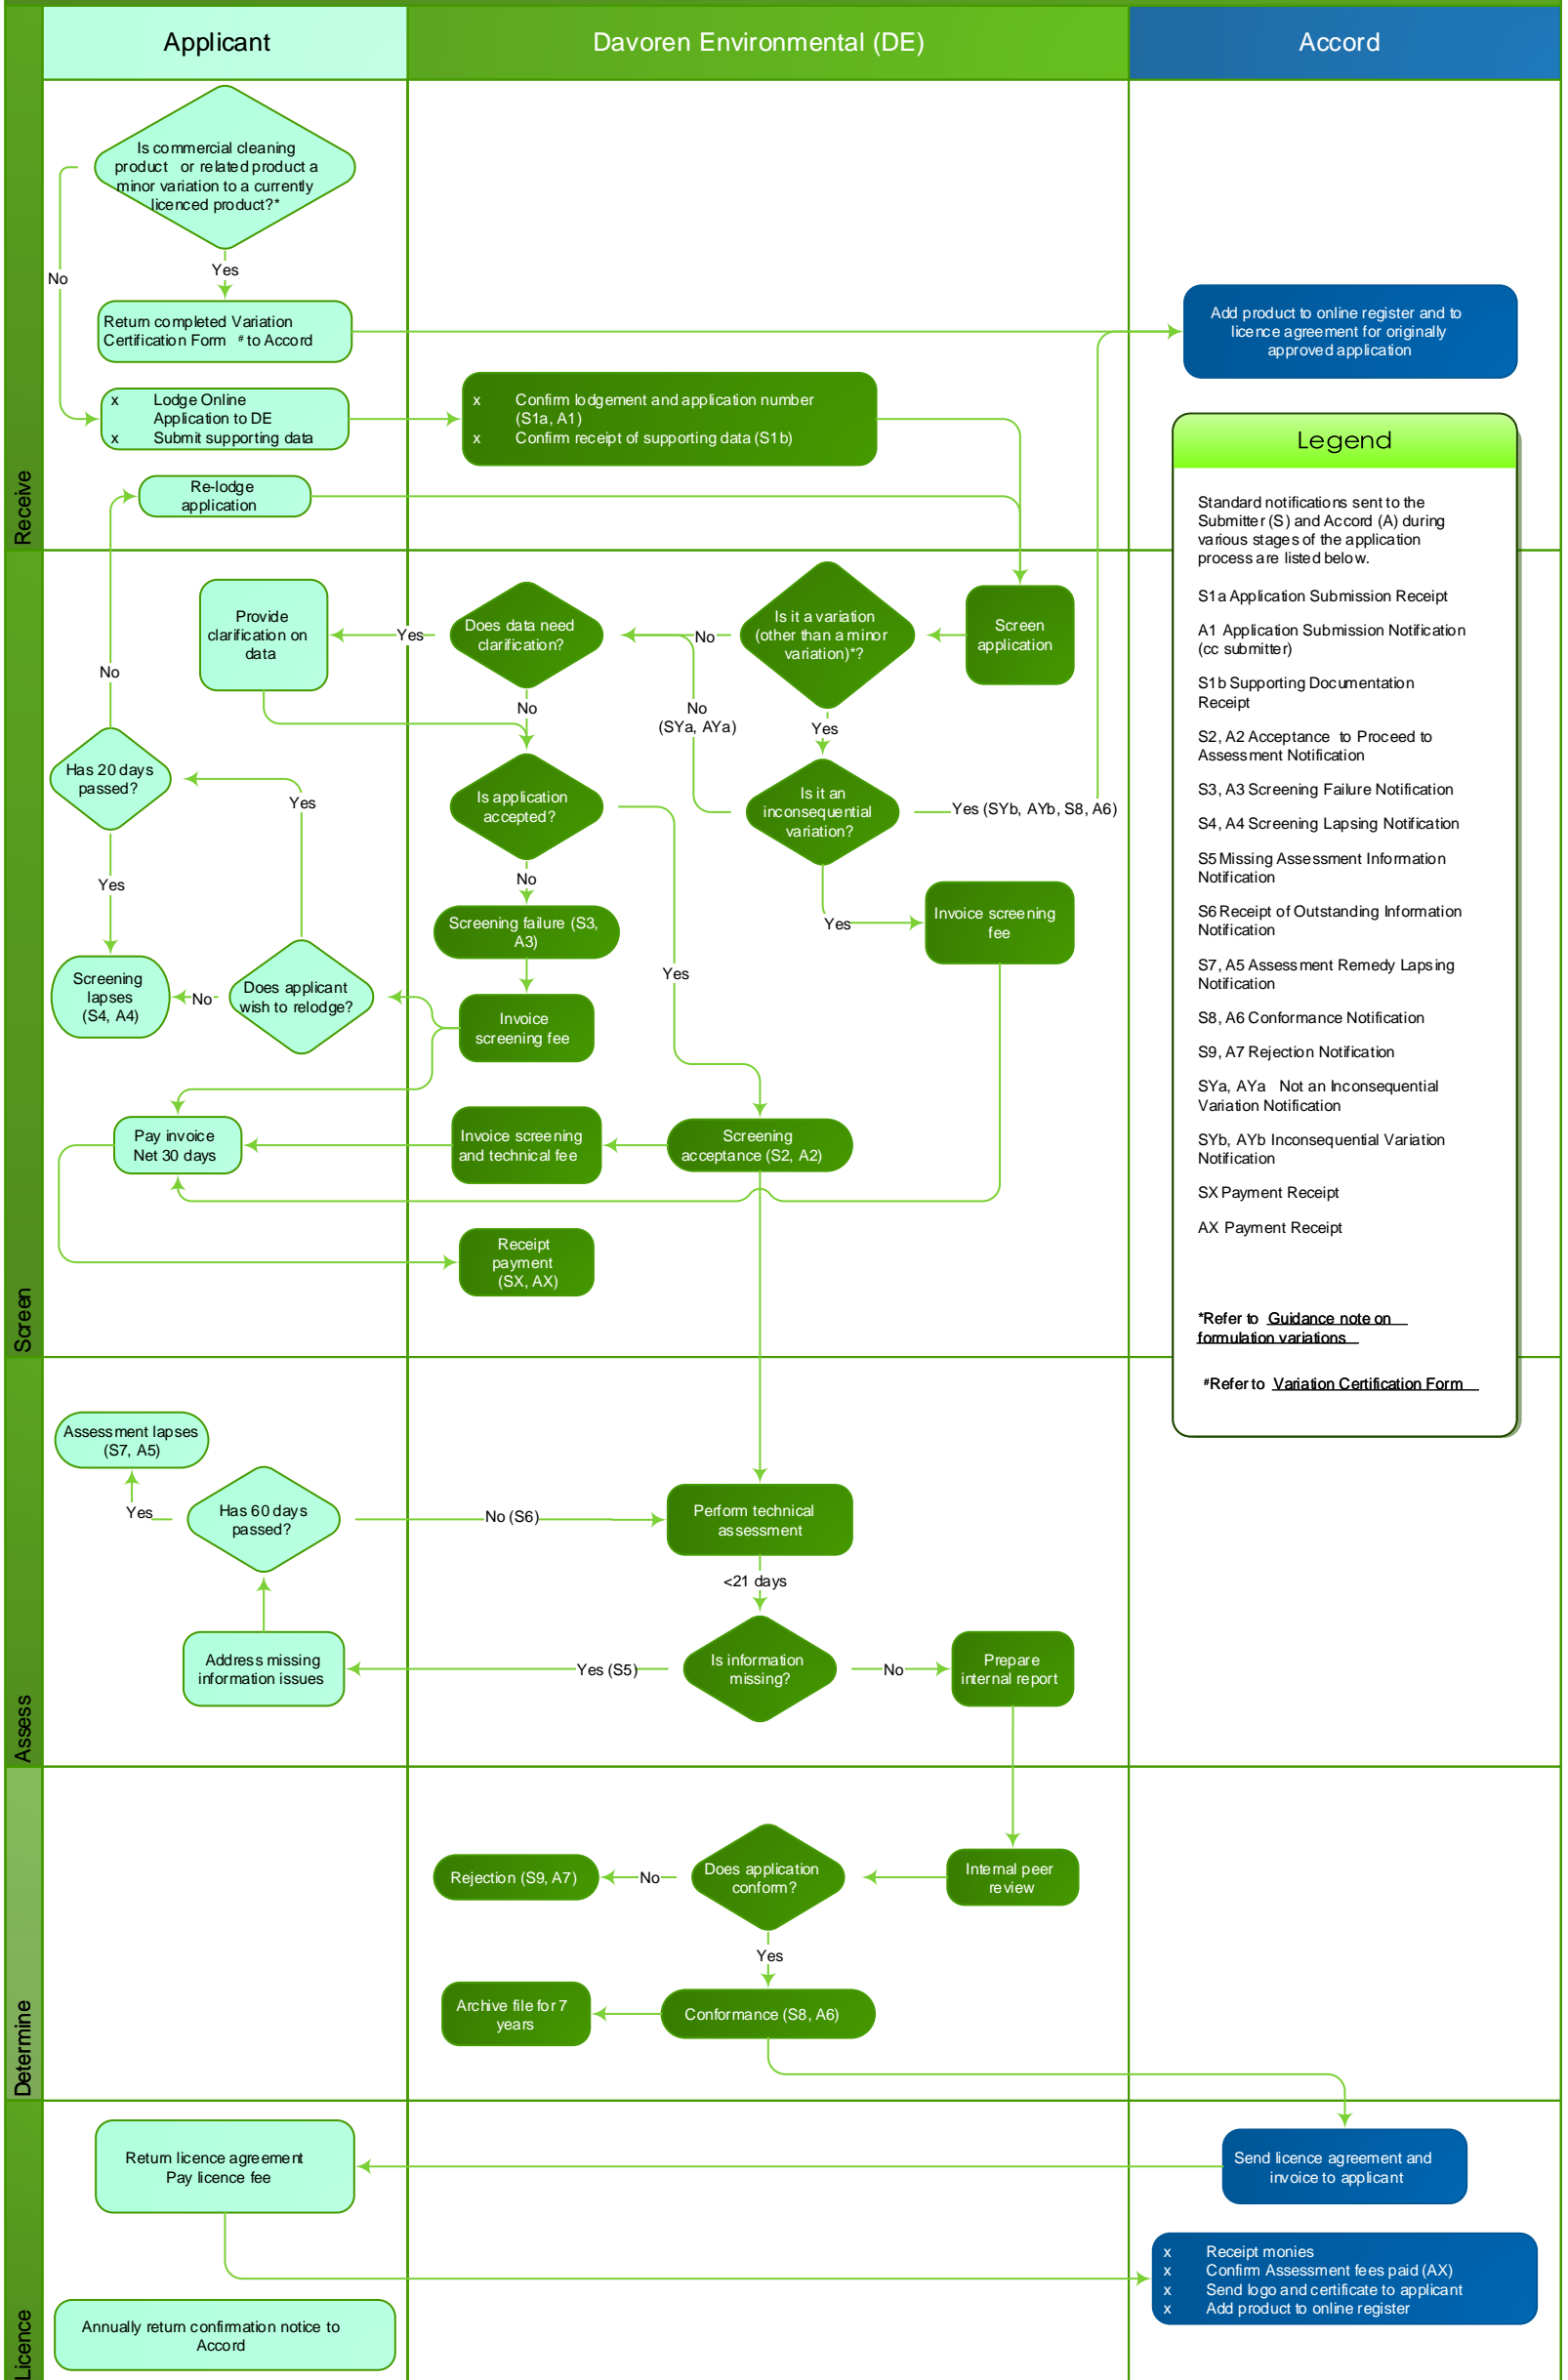 Applicant
Davoren Environmental (DE)
Accord
Receive
Is commercial cleaning
product or related product a
minor variation to a currently
licenced product?*
No
Yes
Return completed Variation
Certification Form # to Accord
Add product to online register and to
licence agreement for originally
approved application
x Lodge Online
Application to DE
x Submit supporting data
x Confirm lodgement and application number
(S1a, A1)
x Confirm receipt of supporting data (S1b)
Re-lodge
application
Legend
Standard notifications sent to the
Submitter (S) and Accord (A) during
various stages of the application
process are listed below.
S1a Application Submission Receipt
A1 Application Submission Notification
(cc submitter)
S1b Supporting Documentation
Receipt
S2, A2 Acceptance to Proceed to
Assessment Notification
S3, A3 Screening Failure Notification
S4, A4 Screening Lapsing Notification
S5 Missing Assessment Information
Notification
S6 Receipt of Outstanding Information
Notification
S7, A5 Assessment Remedy Lapsing
Notification
S8, A6 Conformance Notification
S9, A7 Rejection Notification
SYa, AYa Not an Inconsequential
Variation Notification
SYb, AYb Inconsequential Variation
Notification
SX Payment Receipt
AX Payment Receipt
*Refer to Guidance note on
formulation variations
#Refer to Variation Certification Form
Screen
Provide
clarification on
data
Yes
Does data need
clarification?
No
Is it a variation
(other than a minor
variation)*?
Screen
application
No
No
(SYa, AYa)
Yes
No
Has 20 days
passed?
Yes
Is application
accepted?
Is it an
inconsequential
variation?
Yes (SYb, AYb, S8, A6)
Yes
No
Screening failure (S3,
A3)
Yes
Invoice screening
fee
Yes
Screening
lapses
(S4, A4)
No
Does applicant
wish to relodge?
Invoice
screening fee
Pay invoice
Net 30 days
Invoice screening
and technical fee
Screening
acceptance (S2, A2)
Receipt
payment
(SX, AX)
Assess
Assessment lapses
(S7, A5)
Yes
Has 60 days
passed?
No (S6)
Perform technical
assessment
<21 days
Address missing
information issues
Yes (S5)
Is information
missing?
No
Prepare
internal report
Determine
Rejection (S9, A7)
No
Does application
conform?
Internal peer
review
Yes
Archive file for 7
years
Conformance (S8, A6)
Licence
Return licence agreement
Pay licence fee
Send licence agreement and
invoice to applicant
x Receipt monies
x Confirm Assessment fees paid (AX)
x Send logo and certificate to applicant
x Add product to online register
Annually return confirmation notice to
Accord